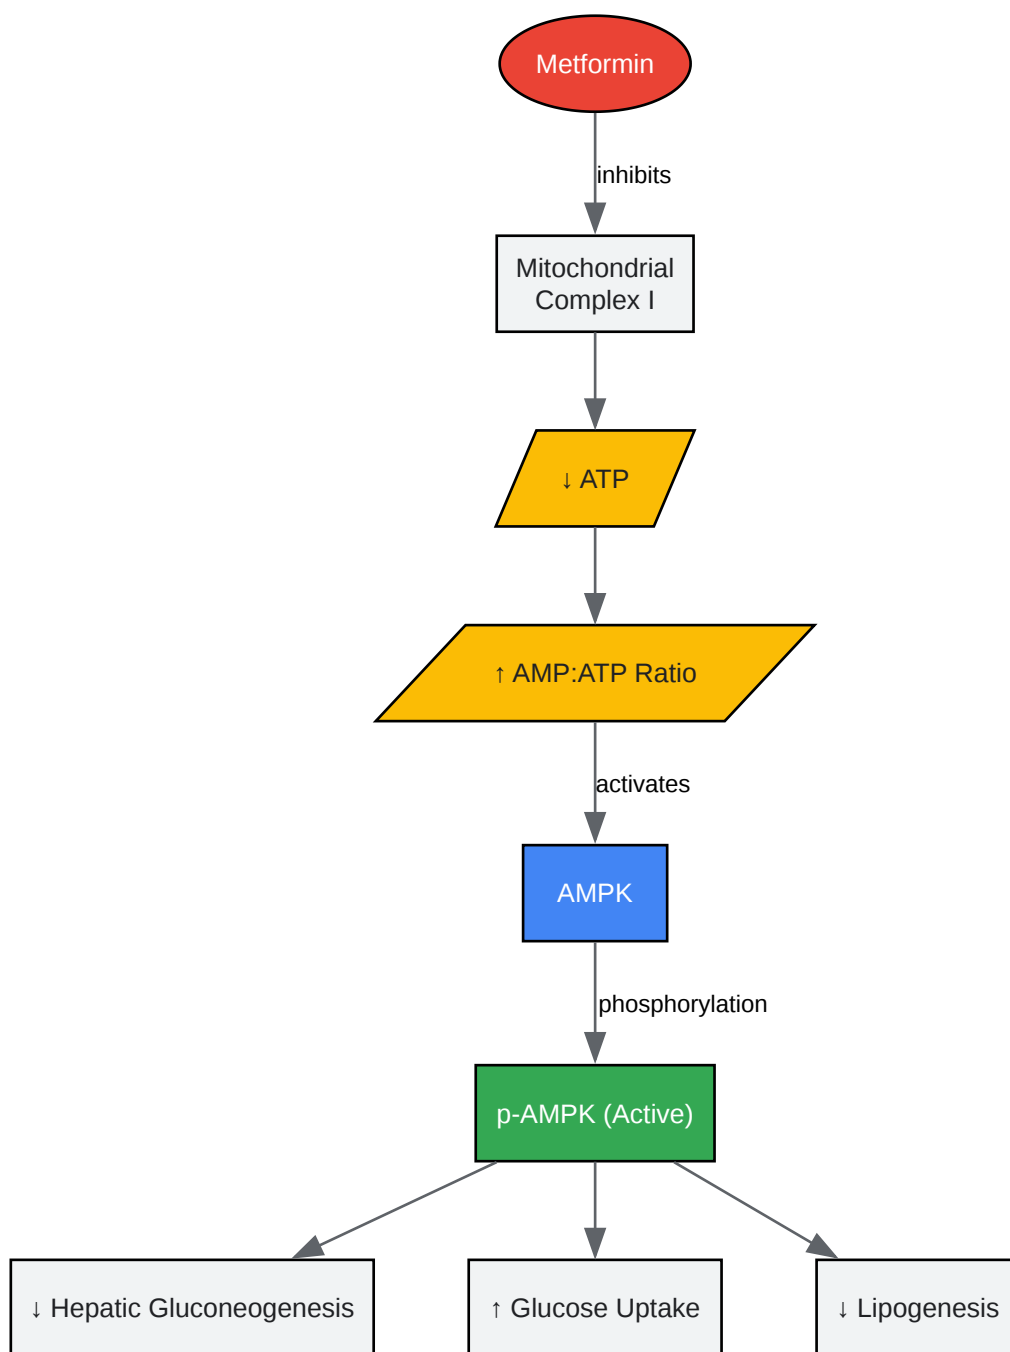 Metformin
inhibits
Mitochondrial
Complex I
↓ ATP
↑ AMP:ATP Ratio
activates
AMPK
phosphorylation
p-AMPK (Active)
↓ Hepatic Gluconeogenesis
↑ Glucose Uptake
↓ Lipogenesis